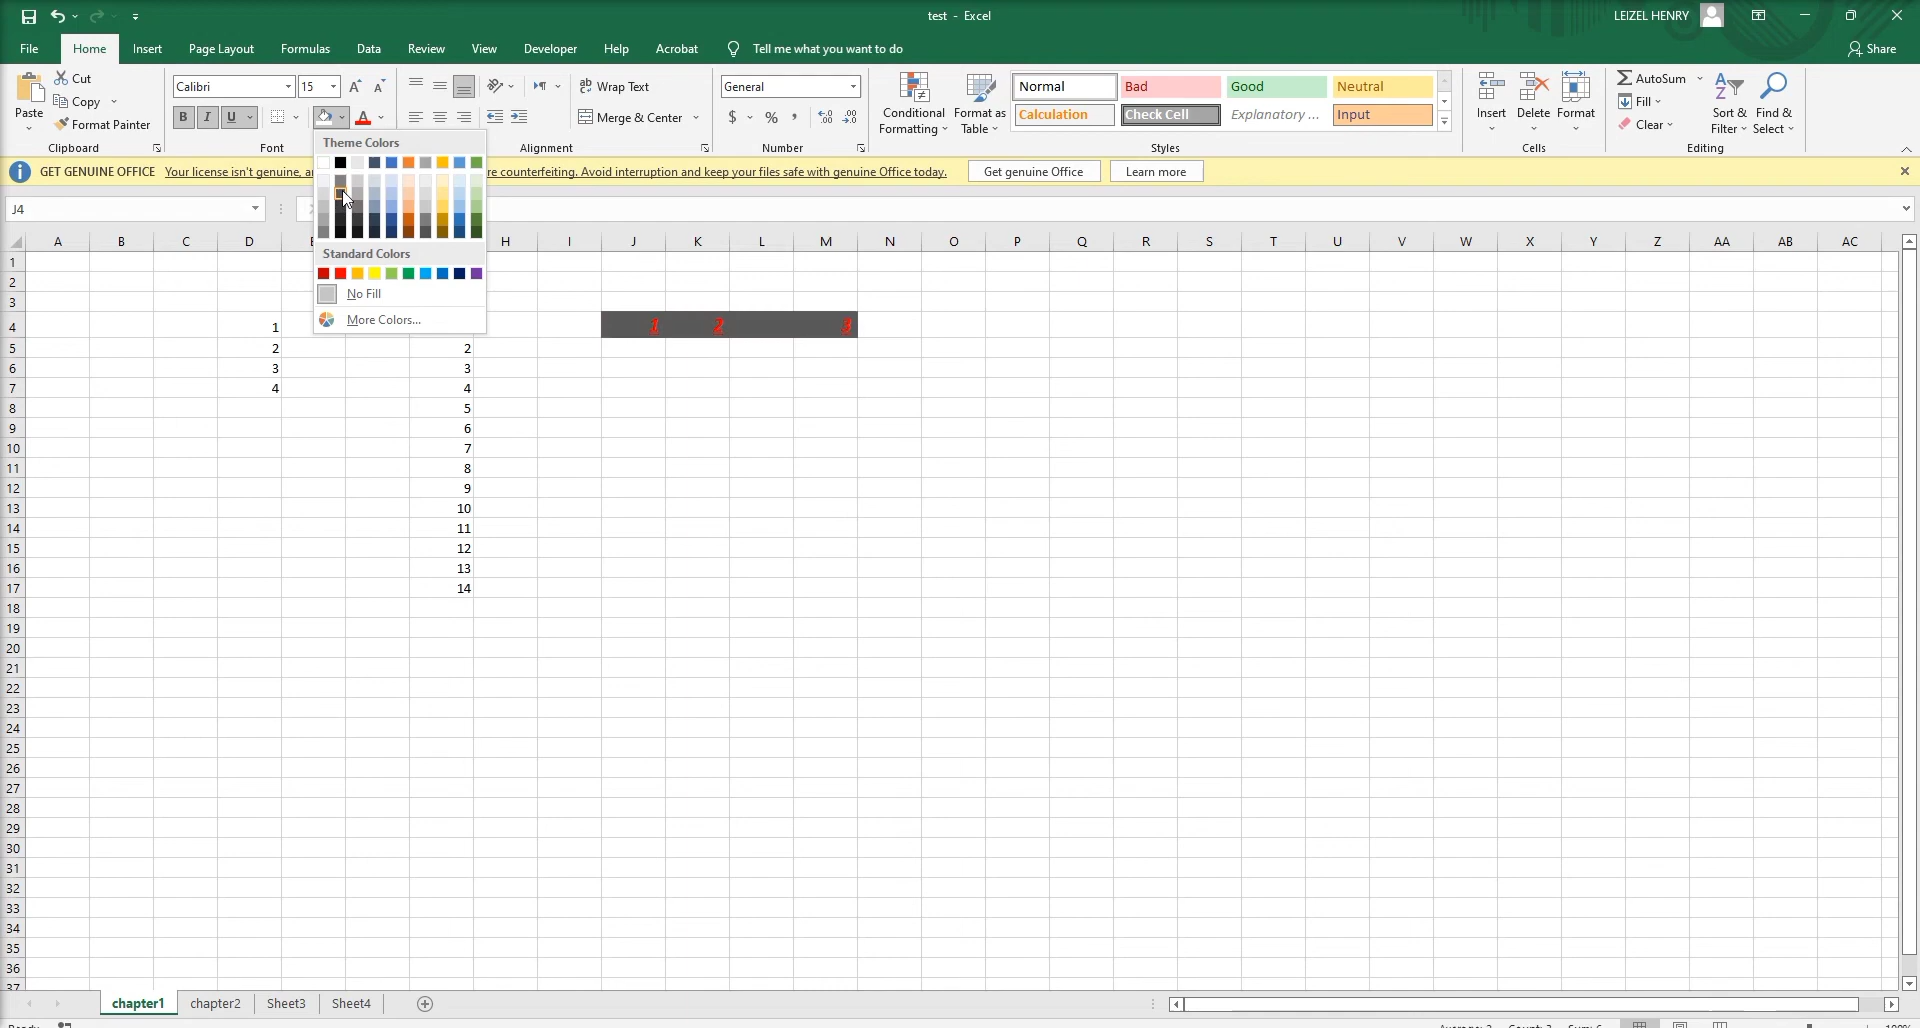 test - Excel
LEIZEL HENRY
File Home Insert Page Layout Formulas Data Review View Developer Help Acrobat Tell me what you want to do Share
Cut
Copy
Format Painter
Paste
Clipboard
Calibri 15
B I U
Font
Wrap Text
Merge & Center
Alignment
General
$ % ,
Number
Conditional Formatting
Format as Table
Normal Bad Good Neutral
Calculation Check Cell Explanatory ... Input
Styles
Insert Delete Format
Cells
AutoSum
Fill
Clear
Sort & Filter
Find & Select
Editing
GET GENUINE OFFICE Your license isn't genuine, re counterfeiting. Avoid interruption and keep your files safe with genuine Office today. Get genuine Office Learn more
J4
Theme Colors
Standard Colors
No Fill
More Colors...
A B C D H I J K L M N O P Q R S T U V W X Y Z AA AB AC
1
2
3
4 1 1 2 3
5 2 2
6 3 3
7 4 4
8 5
9 6
10 7
11 8
12 9
13 10
14 11
15 12
16 13
17 14
18
19
20
21
22
23
24
25
26
27
28
29
30
31
32
33
34
35
36
37
chapter1 chapter2 Sheet3 Sheet4